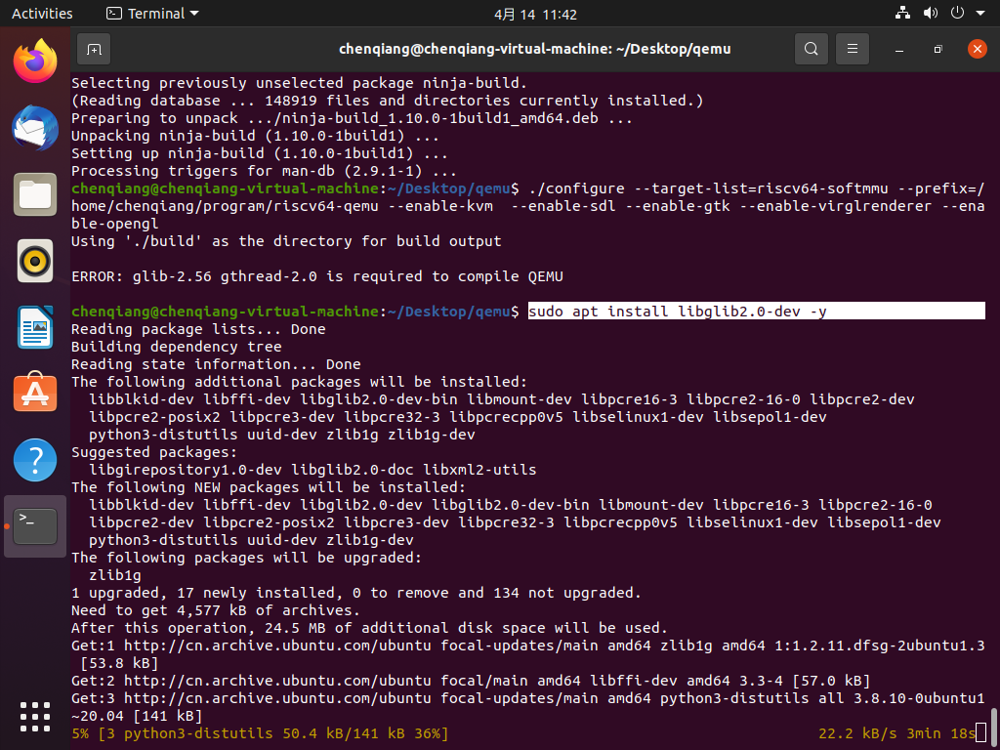 Activities Terminal 4月 14 11:42
chenqiang@chenqiang-virtual-machine: ~/Desktop/qemu
Selecting previously unselected package ninja-build.
(Reading database ... 148919 files and directories currently installed.)
Preparing to unpack .../ninja-build_1.10.0-1build1_amd64.deb ...
Unpacking ninja-build (1.10.0-1build1) ...
Setting up ninja-build (1.10.0-1build1) ...
Processing triggers for man-db (2.9.1-1) ...
chenqiang@chenqiang-virtual-machine:~/Desktop/qemu$ ./configure --target-list=riscv64-softmmu --prefix=/
home/chenqiang/program/riscv64-qemu --enable-kvm  --enable-sdl --enable-gtk --enable-virglrenderer --ena
ble-opengl
Using './build' as the directory for build output
ERROR: glib-2.56 gthread-2.0 is required to compile QEMU
chenqiang@chenqiang-virtual-machine:~/Desktop/qemu$ sudo apt install libglib2.0-dev -y
Reading package lists... Done
Building dependency tree
Reading state information... Done
The following additional packages will be installed:
  libblkid-dev libffi-dev libglib2.0-dev-bin libmount-dev libpcre16-3 libpcre2-16-0 libpcre2-dev
  libpcre2-posix2 libpcre3-dev libpcre32-3 libpcrecpp0v5 libselinux1-dev libsepol1-dev
  python3-distutils uuid-dev zlib1g zlib1g-dev
Suggested packages:
  libgirepository1.0-dev libglib2.0-doc libxml2-utils
The following NEW packages will be installed:
  libblkid-dev libffi-dev libglib2.0-dev libglib2.0-dev-bin libmount-dev libpcre16-3 libpcre2-16-0
  libpcre2-dev libpcre2-posix2 libpcre3-dev libpcre32-3 libpcrecpp0v5 libselinux1-dev libsepol1-dev
  python3-distutils uuid-dev zlib1g-dev
The following packages will be upgraded:
  zlib1g
1 upgraded, 17 newly installed, 0 to remove and 134 not upgraded.
Need to get 4,577 kB of archives.
After this operation, 24.5 MB of additional disk space will be used.
Get:1 http://cn.archive.ubuntu.com/ubuntu focal-updates/main amd64 zlib1g amd64 1:1.2.11.dfsg-2ubuntu1.3
 [53.8 kB]
Get:2 http://cn.archive.ubuntu.com/ubuntu focal/main amd64 libffi-dev amd64 3.3-4 [57.0 kB]
Get:3 http://cn.archive.ubuntu.com/ubuntu focal-updates/main amd64 python3-distutils all 3.8.10-0ubuntu1
~20.04 [141 kB]
5% [3 python3-distutils 50.4 kB/141 kB 36%] 22.2 kB/s 3min 18s